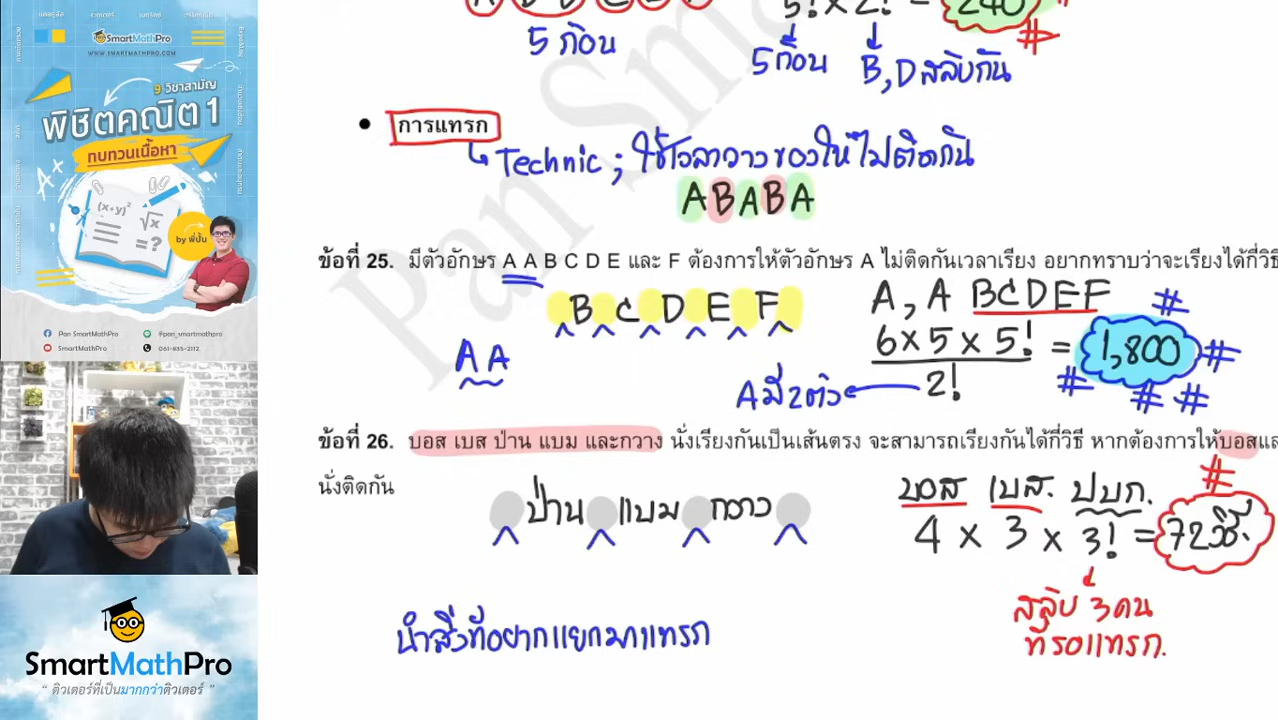 5!×2! = 240
5 ก้อน
5 ก้อน
B, D สลับกัน
• การแทรก
Technic ; ใช้เวลาวางของให้ไม่ติดกัน
ABABA
ข้อที่ 25. มีตัวอักษร A A B C D E และ F ต้องการให้ตัวอักษร A ไม่ติดกันเวลาเรียง อยากทราบว่าจะเรียงได้กี่วิธี
B C D E F
A A
A , A BCDEF
6 × 5 × 5!
2!
= 1,800
A มี 2 ตัว
ข้อที่ 26. บอส เบส ป่าน แบม และกวาง นั่งเรียงกันเป็นเส้นตรง จะสามารถเรียงกันได้กี่วิธี หากต้องการให้บอสและ
นั่งติดกัน
ป่าน แบม กวาง
บอส เบส. ปบก.
4 × 3 × 3! = 72 วิธี.
สลับ 3 คน
ที่รอแทรก.
นำสิ่งที่อยากแยกมาแทรก
SmartMathPro
WWW.SMARTMATHPRO.COM
9 วิชาสามัญ
พิชิตคณิต 1
ทบทวนเนื้อหา
A+
(x+y)²
√x
=?
by พี่ปั้น
Pan SmartMathPro
@pan_smartmathpro
SmartMathPro
061-835-2112
SmartMathPro
“ ติวเตอร์ที่เป็นมากกว่าติวเตอร์ ”
Pan Sma